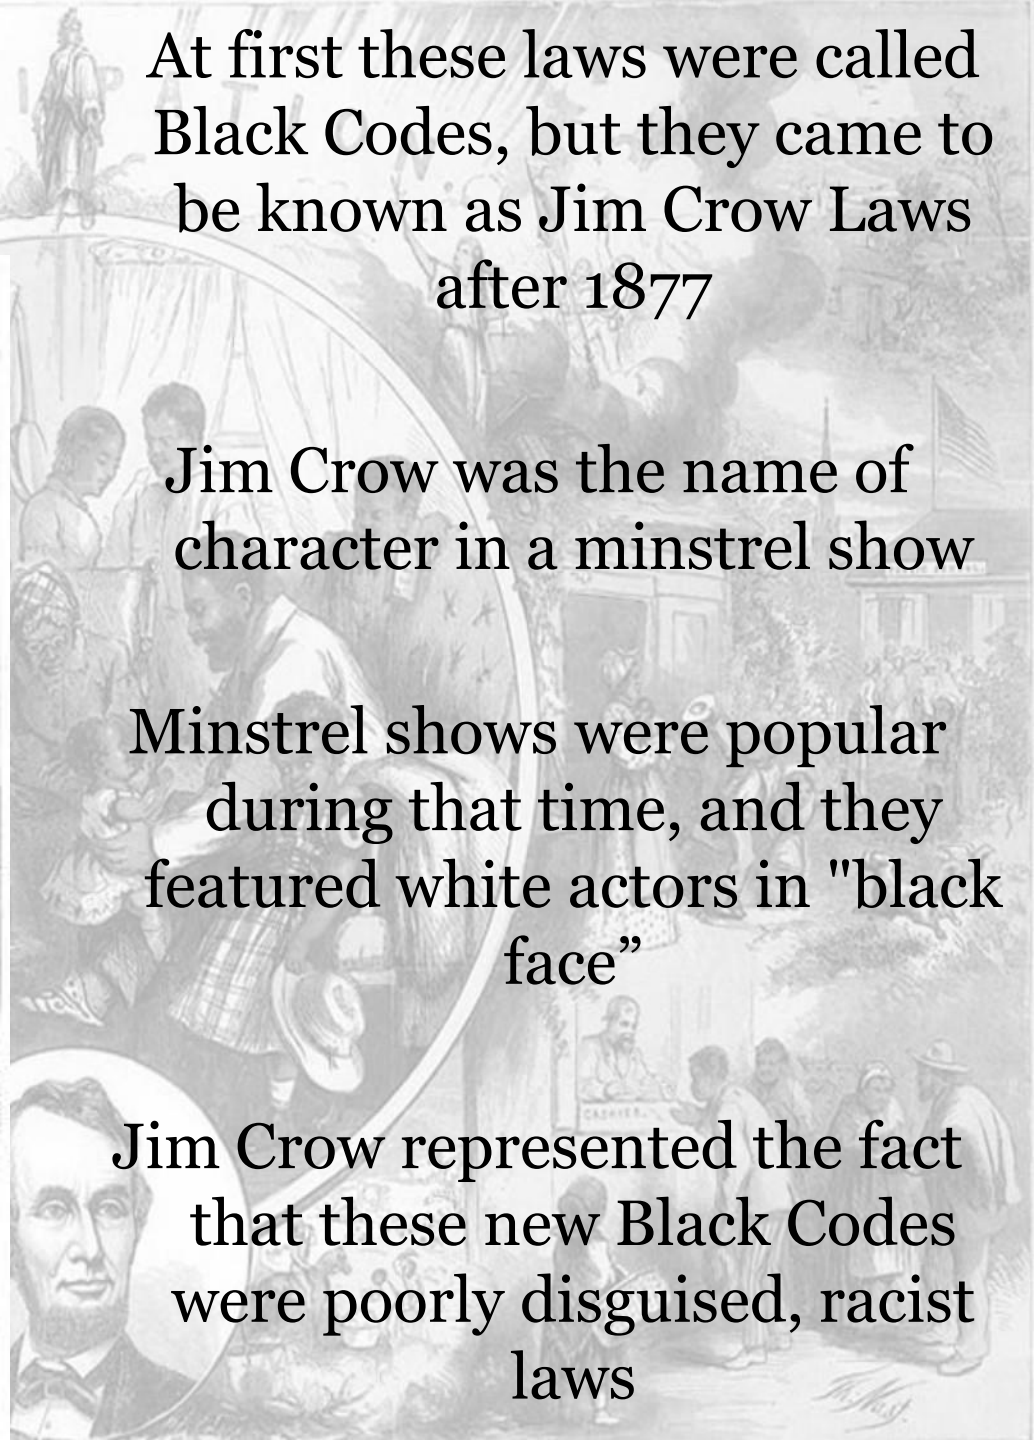 At first these laws were called
Black Codes, but they came to
be known as Jim Crow Laws
after 1877
Jim Crow was the name of
character in a minstrel show
Minstrel shows were popular
during that time, and they
featured white actors in "black
face”
CASHIER.
Jim Crow represented the fact
that these new Black Codes
were poorly disguised, racist
laws
Th. Nast.